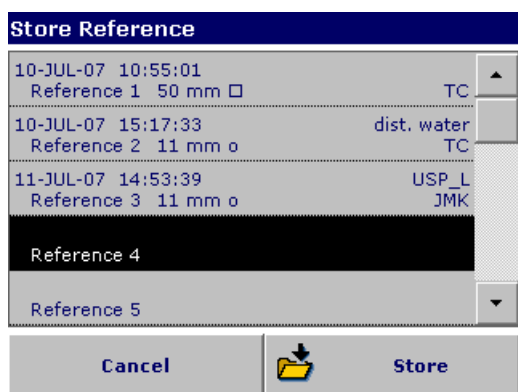 Store Reference
10-JUL-07 10:55:01
Reference 1 50 mm □ TC
10-JUL-07 15:17:33 dist. water
Reference 2 11 mm o TC
11-JUL-07 14:53:39 USP_L
Reference 3 11 mm o JMK
Reference 4
Reference 5
Cancel Store